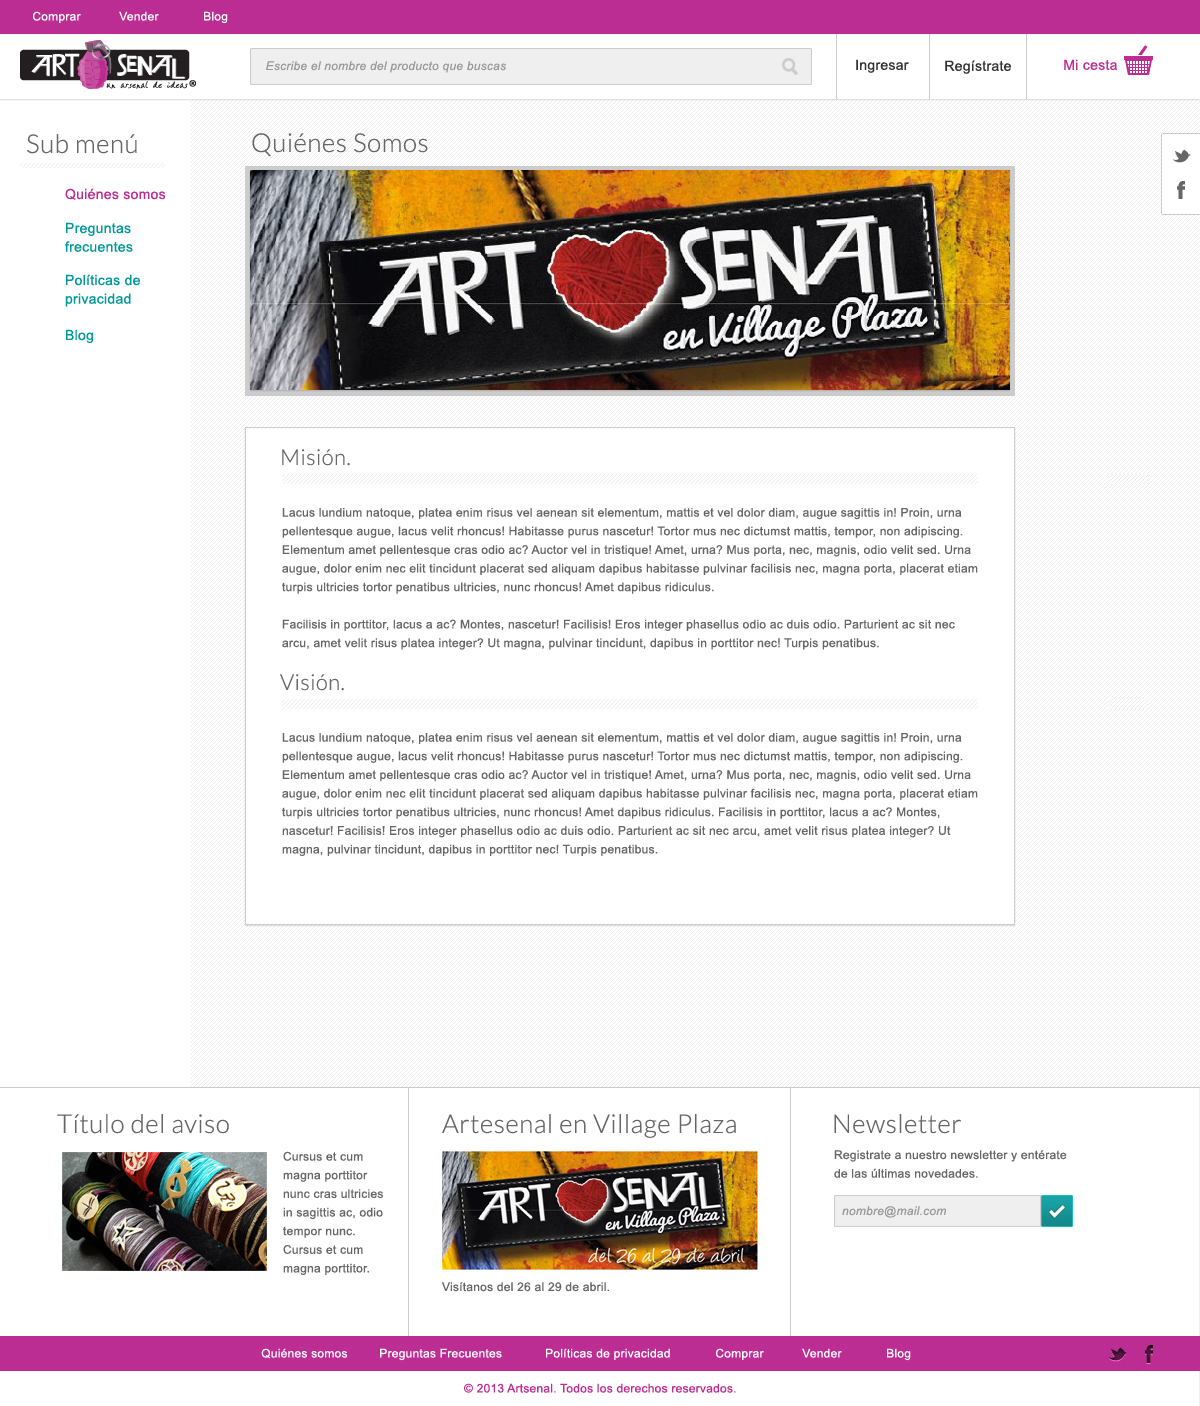 Comprar Vender Blog
ART SENAL
un arsenal de ideas®
Escribe el nombre del producto que buscas
Ingresar
Regístrate
Mi cesta
Sub menú
Quiénes somos
Preguntas
frecuentes
Políticas de
privacidad
Blog
Quiénes Somos
ART SENAL
en Village Plaza
Misión.
Lacus lundium natoque, platea enim risus vel aenean sit elementum, mattis et vel dolor diam, augue sagittis in! Proin, urna
pellentesque augue, lacus velit rhoncus! Habitasse purus nascetur! Tortor mus nec dictumst mattis, tempor, non adipiscing.
Elementum amet pellentesque cras odio ac? Auctor vel in tristique! Amet, urna? Mus porta, nec, magnis, odio velit sed. Urna
augue, dolor enim nec elit tincidunt placerat sed aliquam dapibus habitasse pulvinar facilisis nec, magna porta, placerat etiam
turpis ultricies tortor penatibus ultricies, nunc rhoncus! Amet dapibus ridiculus.
Facilisis in porttitor, lacus a ac? Montes, nascetur! Facilisis! Eros integer phasellus odio ac duis odio. Parturient ac sit nec
arcu, amet velit risus platea integer? Ut magna, pulvinar tincidunt, dapibus in porttitor nec! Turpis penatibus.
Visión.
Lacus lundium natoque, platea enim risus vel aenean sit elementum, mattis et vel dolor diam, augue sagittis in! Proin, urna
pellentesque augue, lacus velit rhoncus! Habitasse purus nascetur! Tortor mus nec dictumst mattis, tempor, non adipiscing.
Elementum amet pellentesque cras odio ac? Auctor vel in tristique! Amet, urna? Mus porta, nec, magnis, odio velit sed. Urna
augue, dolor enim nec elit tincidunt placerat sed aliquam dapibus habitasse pulvinar facilisis nec, magna porta, placerat etiam
turpis ultricies tortor penatibus ultricies, nunc rhoncus! Amet dapibus ridiculus. Facilisis in porttitor, lacus a ac? Montes,
nascetur! Facilisis! Eros integer phasellus odio ac duis odio. Parturient ac sit nec arcu, amet velit risus platea integer? Ut
magna, pulvinar tincidunt, dapibus in porttitor nec! Turpis penatibus.
Título del aviso
Cursus et cum
magna porttitor
nunc cras ultricies
in sagittis ac, odio
tempor nunc.
Cursus et cum
magna porttitor.
Artesenal en Village Plaza
ART SENAL
en Village Plaza
del 26 al 29 de abril
Visítanos del 26 al 29 de abril.
Newsletter
Registrate a nuestro newsletter y entérate
de las últimas novedades.
nombre@mail.com
Quiénes somos Preguntas Frecuentes Políticas de privacidad Comprar Vender Blog
© 2013 Artsenal. Todos los derechos reservados.